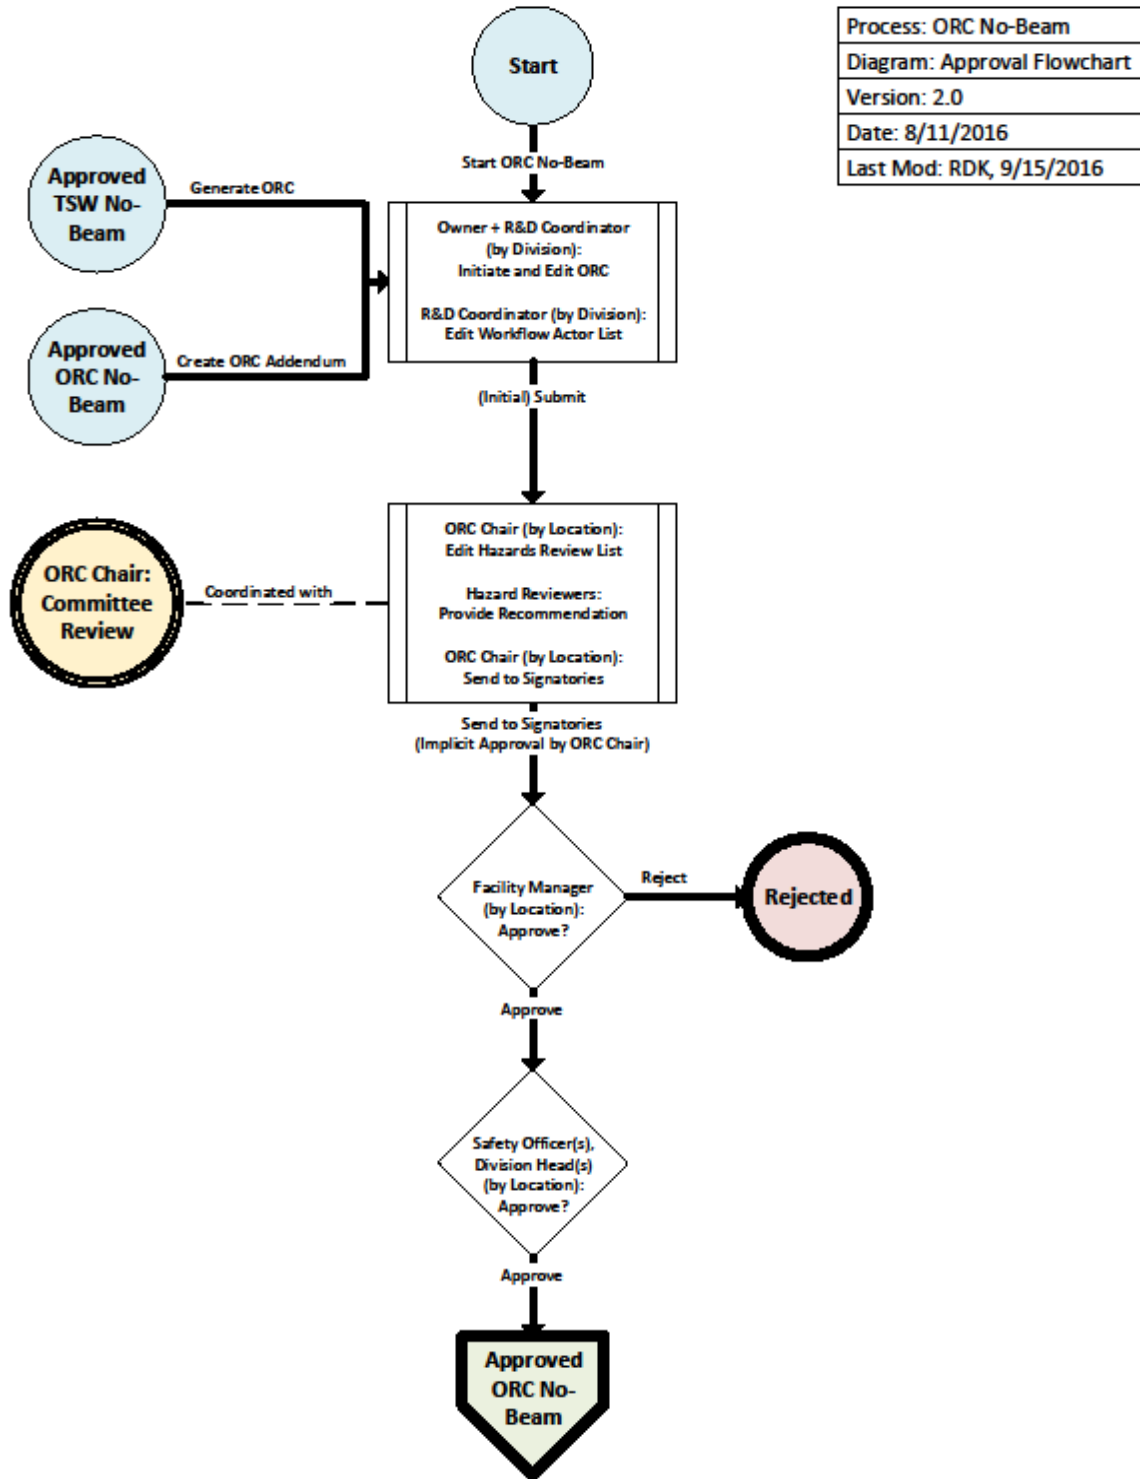 Start
Process: ORC No-Beam
Diagram: Approval Flowchart
Version: 2.0
Date: 8/11/2016
Last Mod: RDK, 9/15/2016
Start ORC No-Beam
Approved
TSW No-
Beam
Generate ORC
Owner + R&D Coordinator
(by Division):
Initiate and Edit ORC
R&D Coordinator (by Division):
Edit Workflow Actor List
Approved
ORC No-
Beam
Create ORC Addendum
(Initial) Submit
ORC Chair:
Committee
Review
Coordinated with
ORC Chair (by Location):
Edit Hazards Review List
Hazard Reviewers:
Provide Recommendation
ORC Chair (by Location):
Send to Signatories
Send to Signatories
(Implicit Approval by ORC Chair)
Facility Manager
(by Location):
Approve?
Reject
Rejected
Approve
Safety Officer(s),
Division Head(s)
(by Location):
Approve?
Approve
Approved
ORC No-
Beam